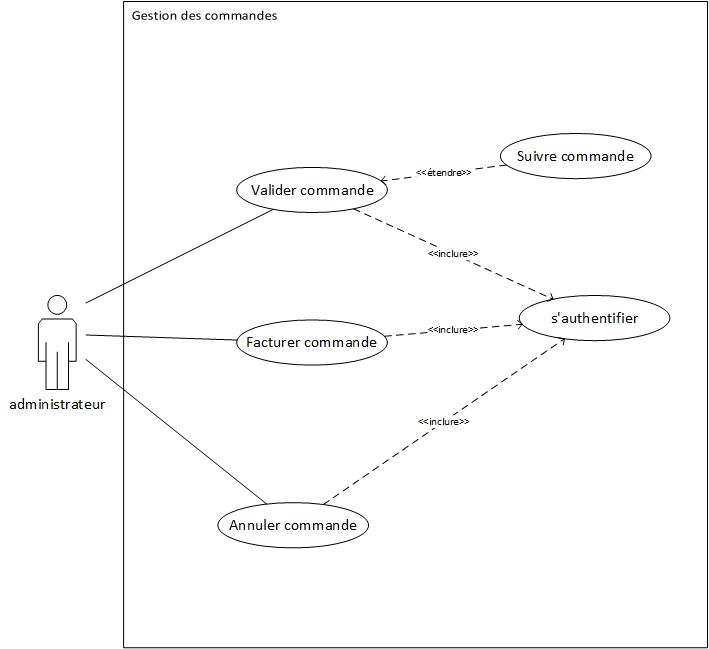 Gestion des commandes
Suivre commande
<<étendre>>
Valider commande
<<inclure>>
s'authentifier
<<inclure>>
Facturer commande
administrateur
<<inclure>>
Annuler commande